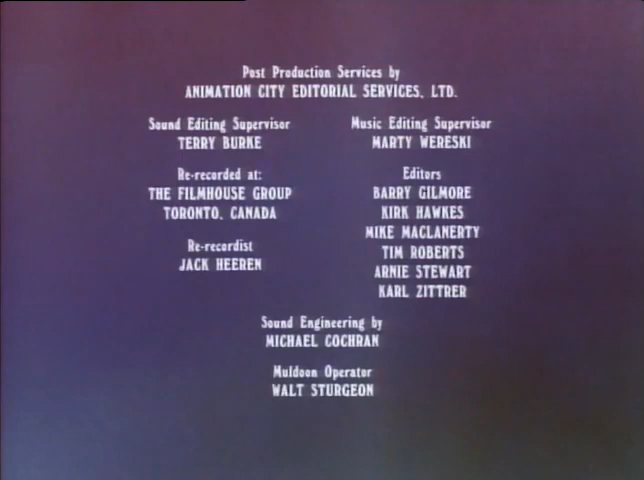 Post Production Services by
ANIMATION CITY EDITORIAL SERVICES, LTD.
Sound Editing Supervisor
TERRY BURKE
Re-recorded at:
THE FILMHOUSE GROUP
TORONTO, CANADA
Re-recordist
JACK HEEREN
Music Editing Supervisor
MARTY WERESKI
Editors
BARRY GILMORE
KIRK HAWKES
MIKE MACLANERTY
TIM ROBERTS
ARNIE STEWART
KARL ZITTRER
Sound Engineering by
MICHAEL COCHRAN
Muldoon Operator
WALT STURGEON